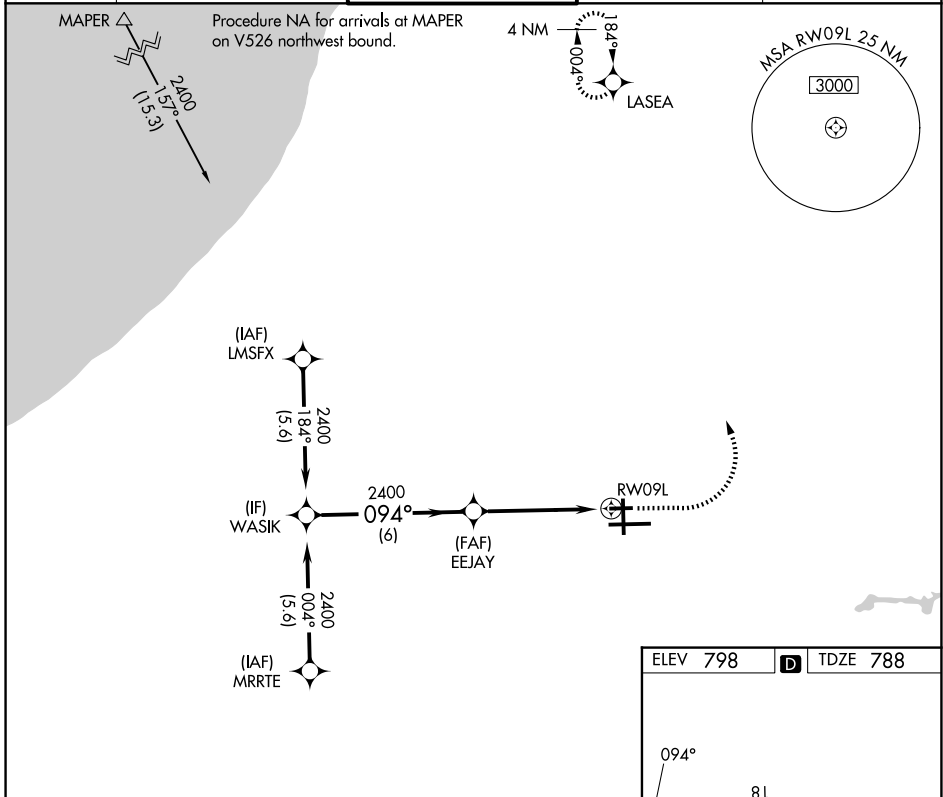 MAPER
Procedure NA for arrivals at MAPER
on V526 northwest bound.
2400
157°
(15.3)
4 NM
184°
004°
LASEA
MSA RW09L 25 NM
3000
(IAF)
LMSFX
2400
184°
(5.6)
(IF)
WASIK
2400
094°
(6)
(FAF)
EEJAY
RW09L
2400
004°
(5.6)
(IAF)
MRRTE
ELEV 798
D
TDZE 788
094°